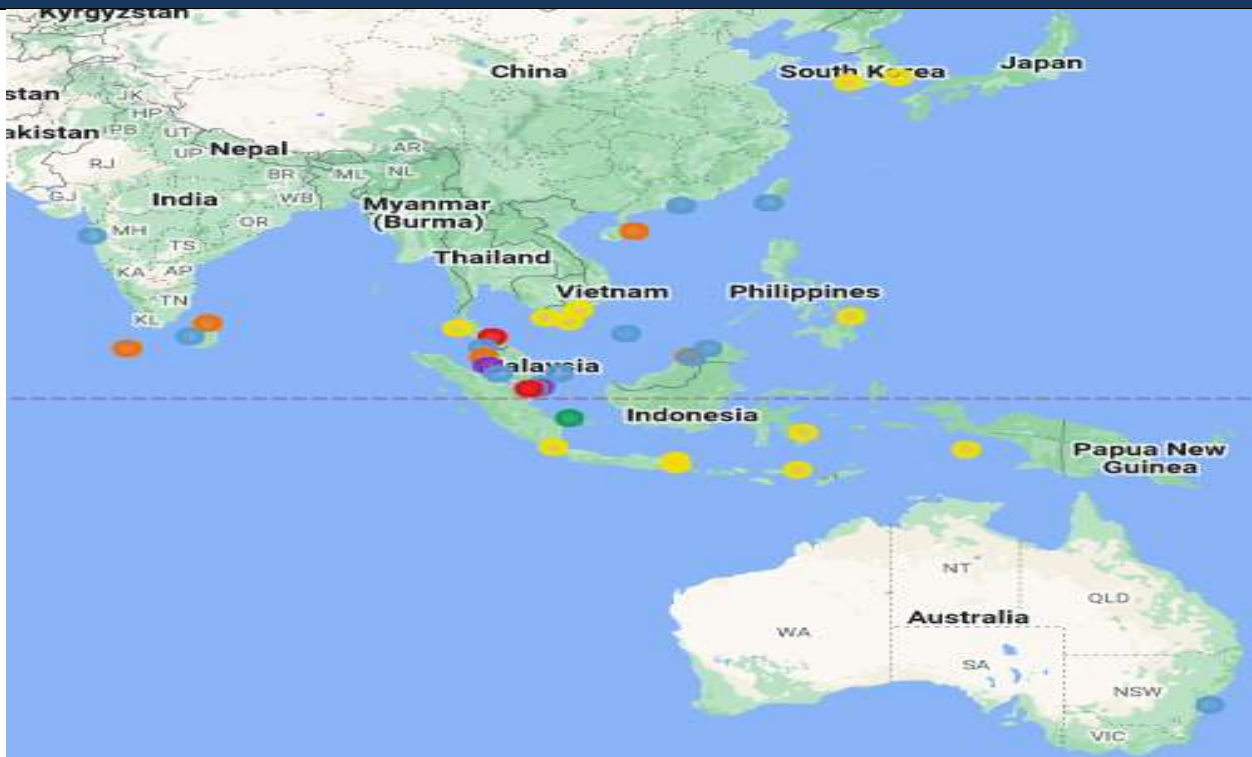 Kyrgyzstan
China
South Korea
Japan
stan
JK
HP
akistan
PB
UT
UP
Nepal
AR
RJ
BR
ML
NL
GJ
India
WB
Myanmar
(Burma)
OR
MH
TS
Thailand
KA
AP
Vietnam
Philippines
TN
KL
alaysia
Indonesia
Papua New
Guinea
NT
QLD
Australia
WA
SA
NSW
VIC